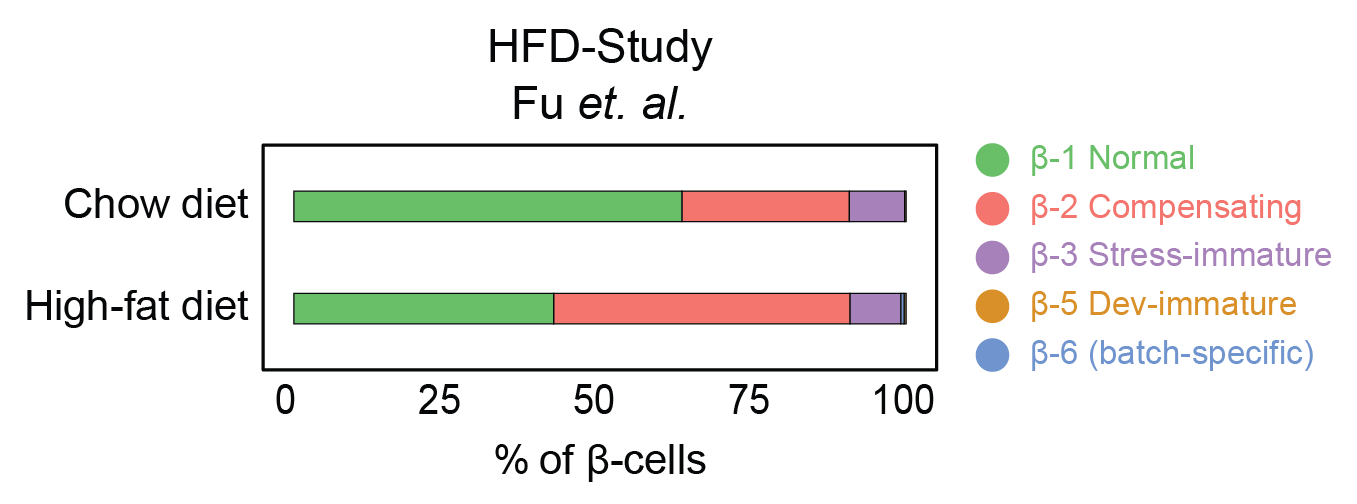 HFD-Study
Fu et. al.
Chow diet
High-fat diet
0 25 50 75 100
% of β-cells
β-1 Normal
β-2 Compensating
β-3 Stress-immature
β-5 Dev-immature
β-6 (batch-specific)